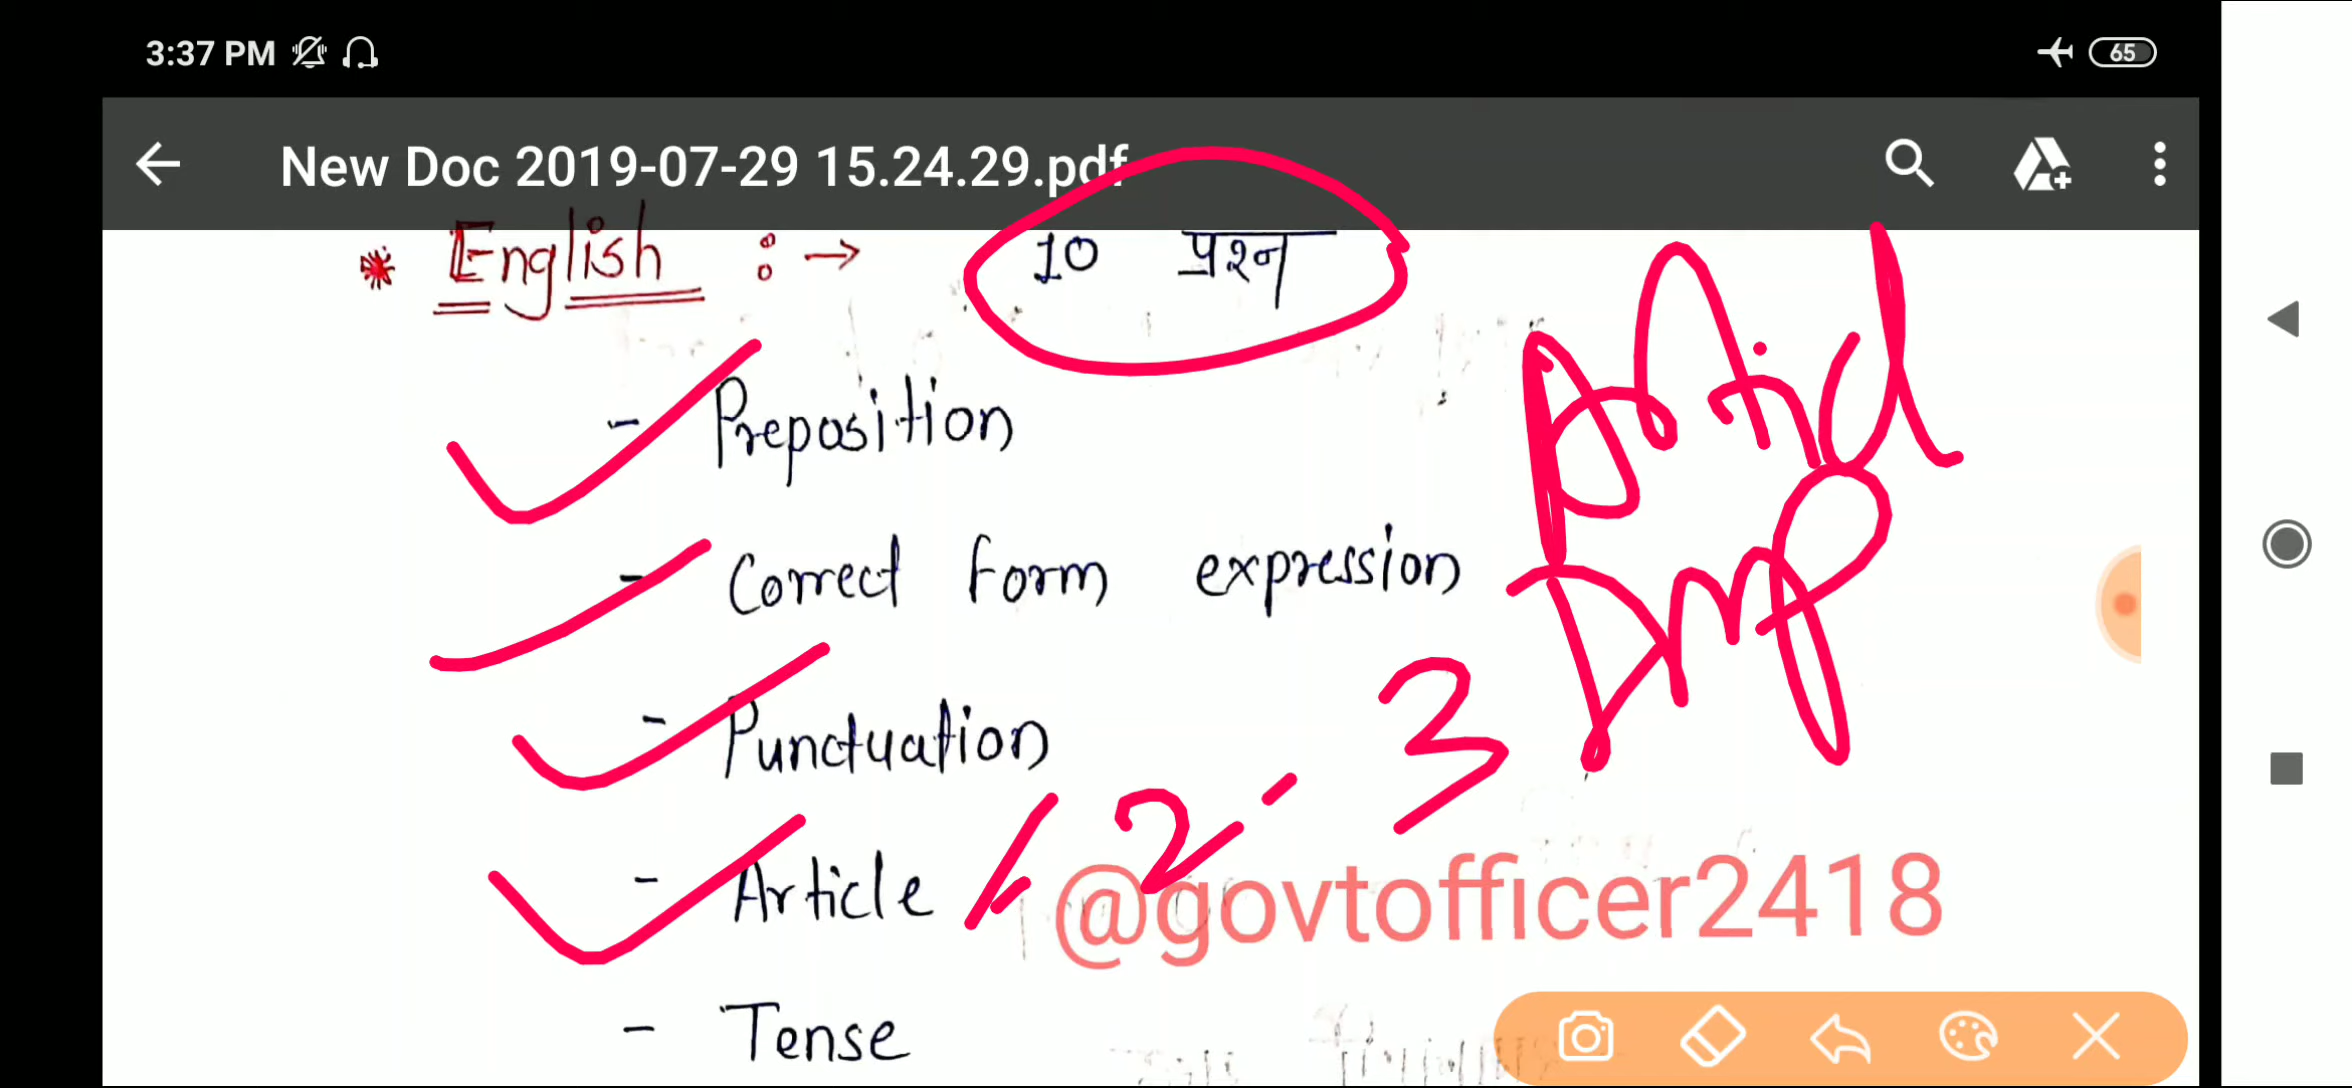 3:37 PM 65
New Doc 2019-07-29 15.24.29.pdf
* English :→ 10 प्रश्न
- Preposition
- Correct form expression
- Punctuation
- Article 2-3
@govtofficer2418
- Tense